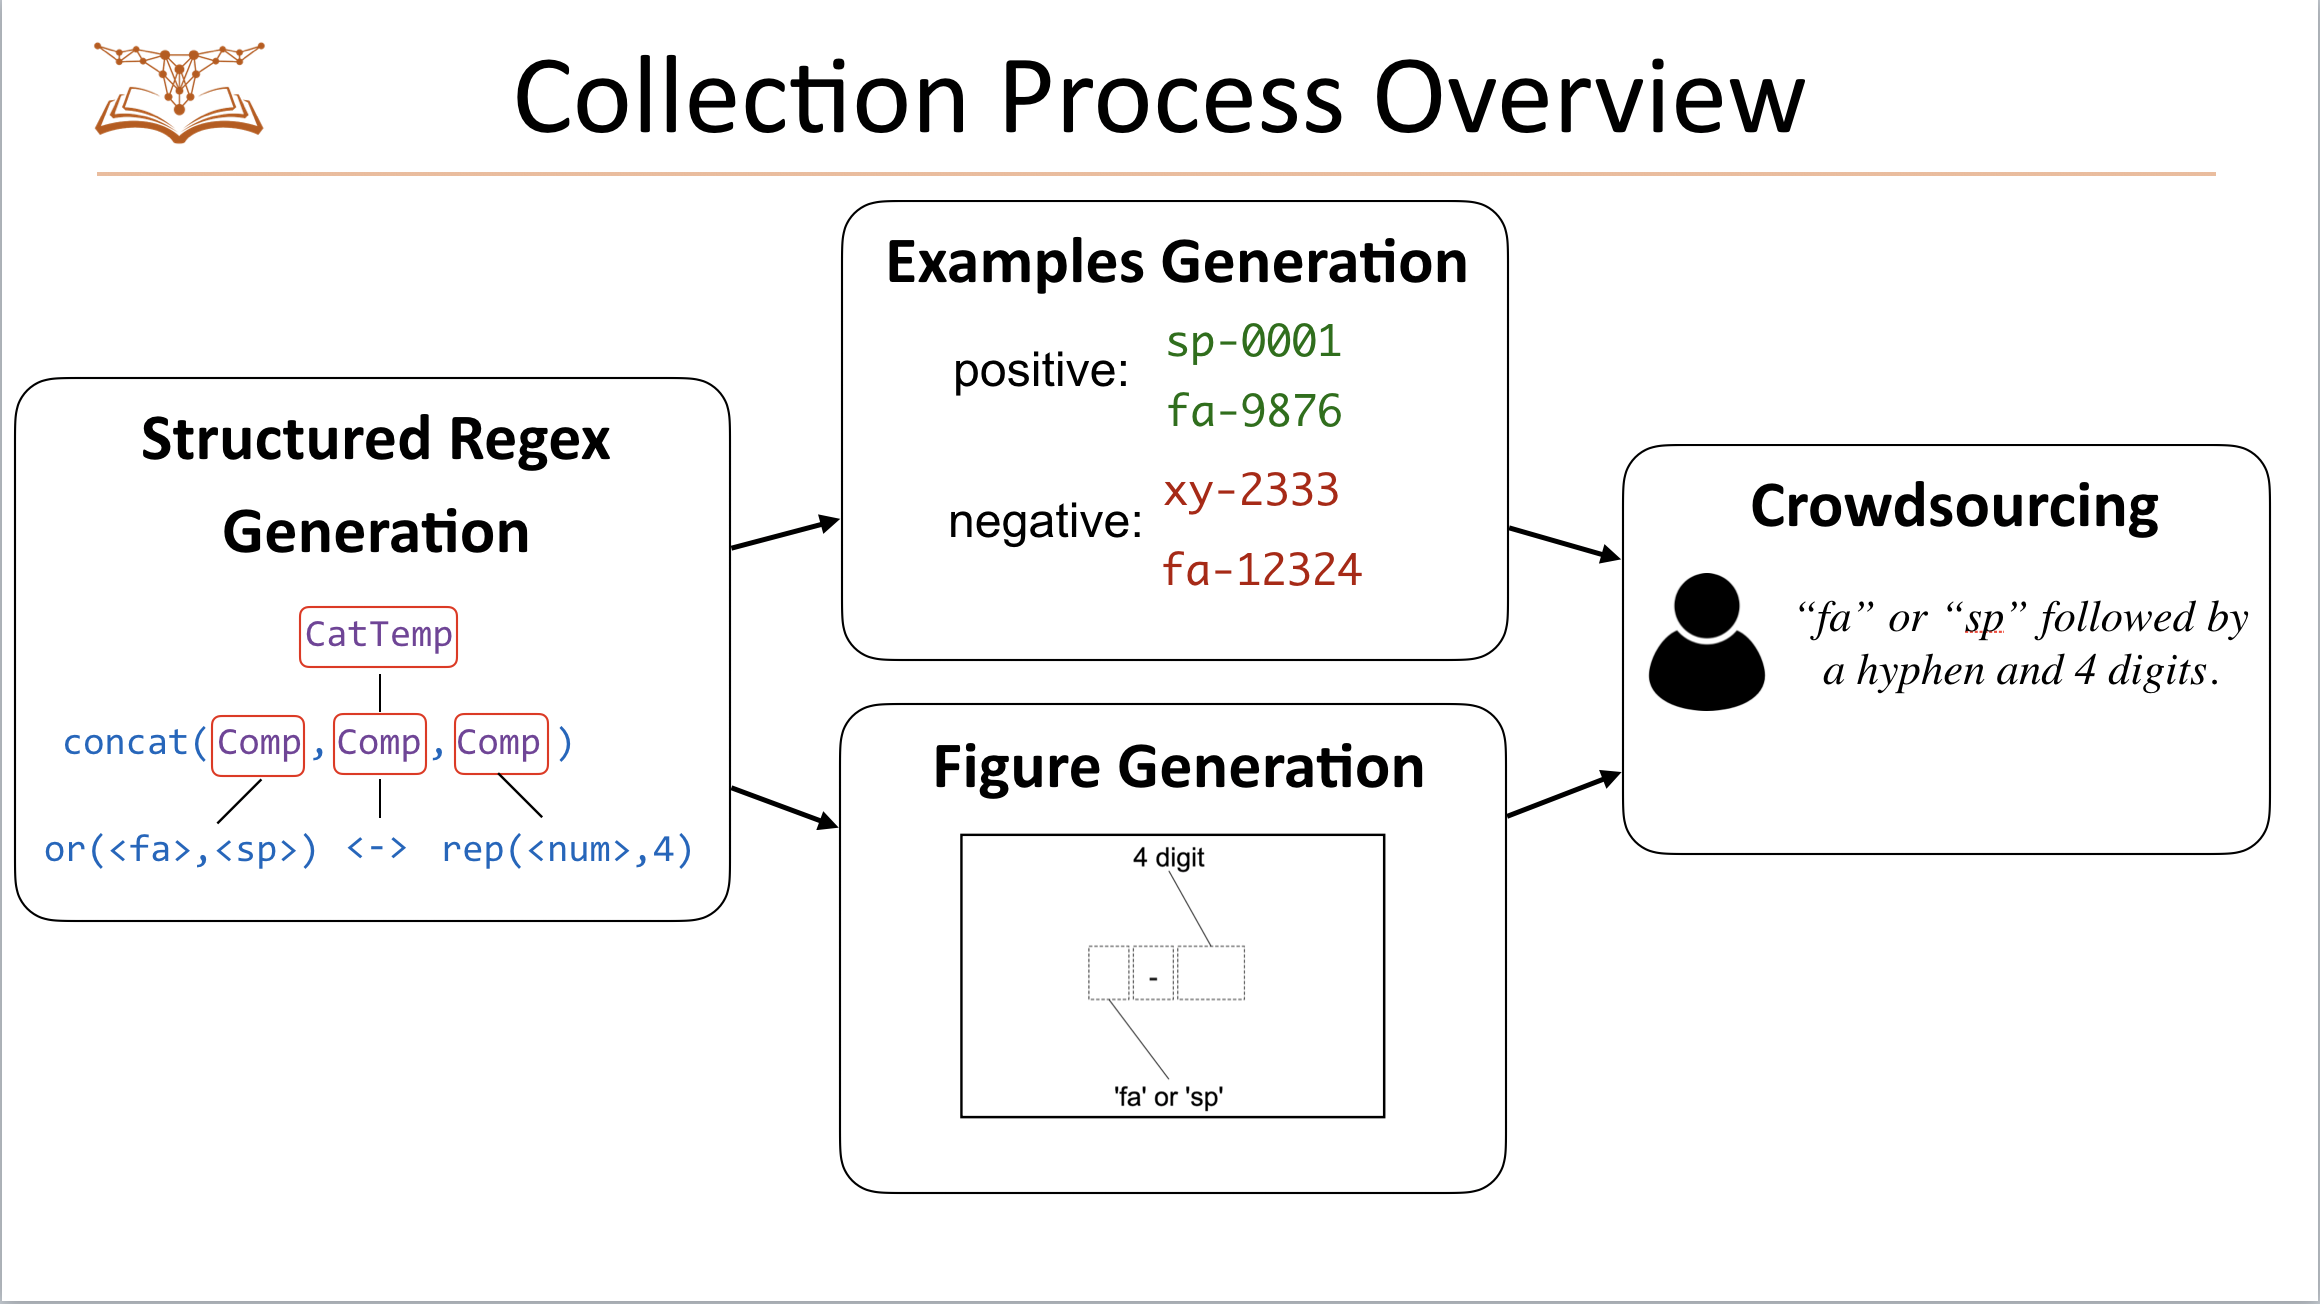 Collection Process Overview
Structured Regex
Generation
CatTemp
concat(Comp,Comp,Comp)
or(<fa>,<sp>) <-> rep(<num>,4)
Examples Generation
positive:
sp-0001
fa-9876
negative:
xy-2333
fa-12324
Figure Generation
4 digit
-
'fa' or 'sp'
Crowdsourcing
“fa” or “sp” followed by
a hyphen and 4 digits.